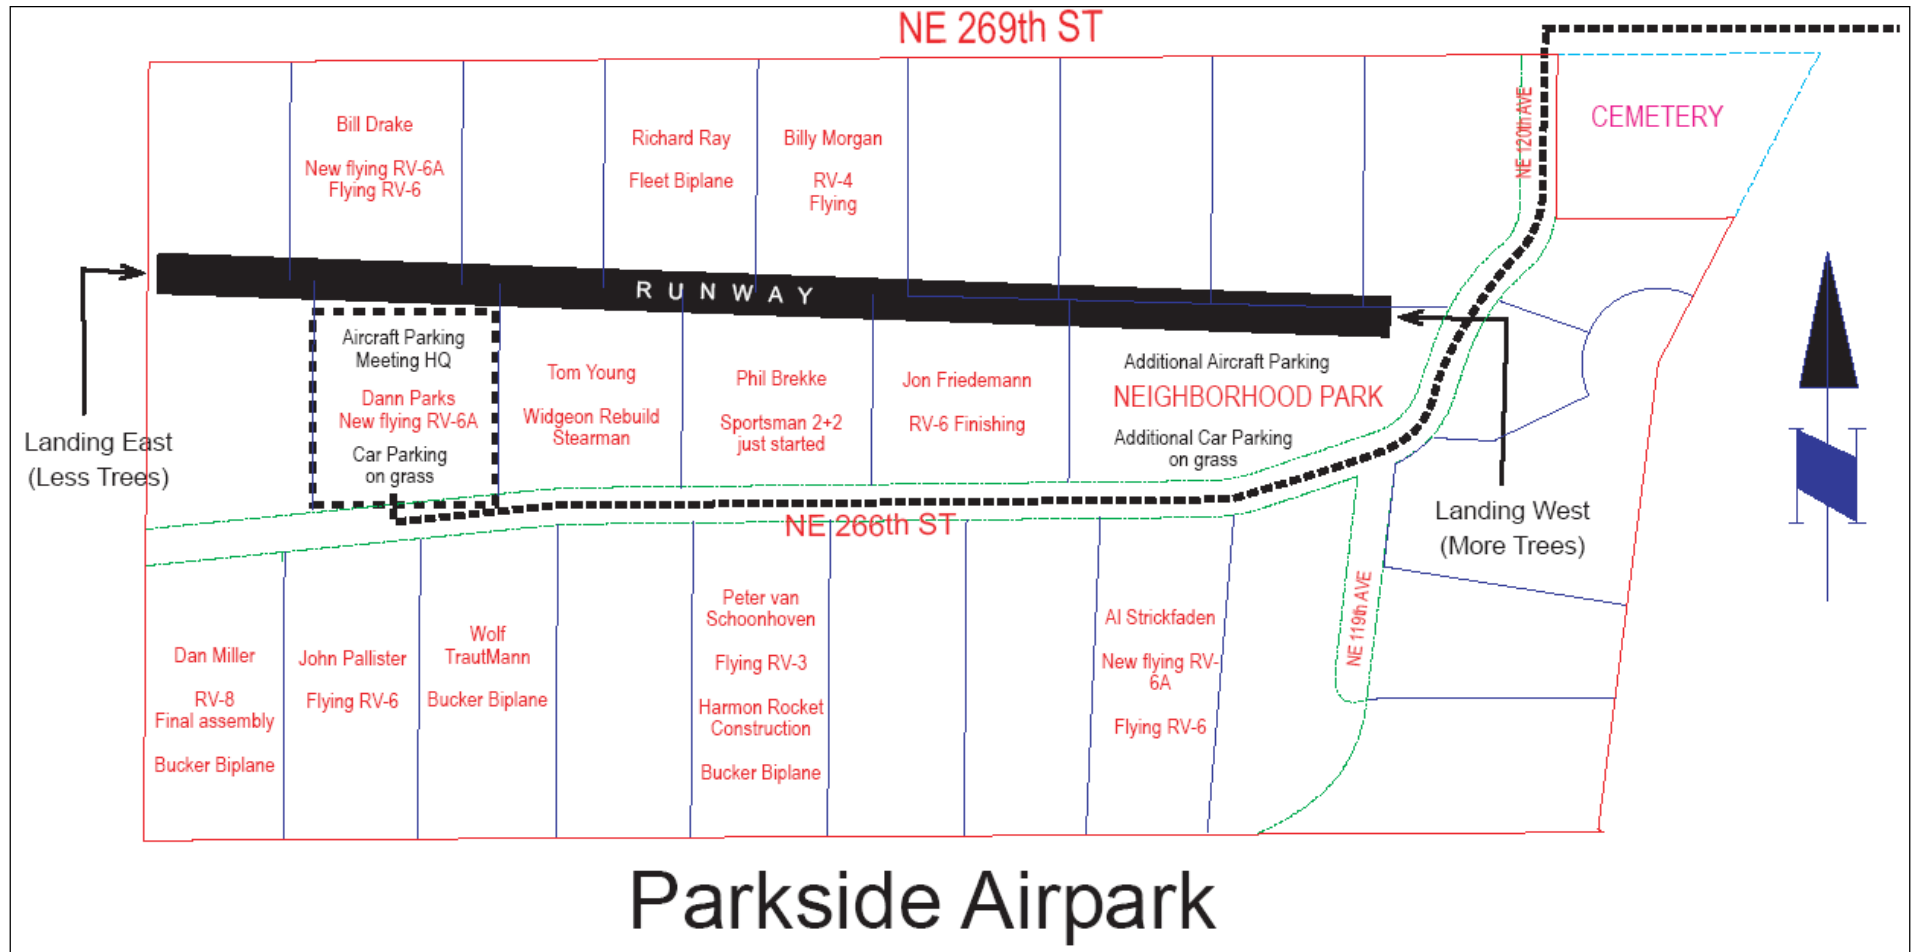 NE 269th ST
NE 120th AVE
CEMETERY
Bill Drake
New flying RV-6A
Flying RV-6
Richard Ray
Fleet Biplane
Billy Morgan
RV-4
Flying
RUNWAY
Landing East
(Less Trees)
Aircraft Parking
Meeting HQ
Dann Parks
New flying RV-6A
Car Parking
on grass
Tom Young
Widgeon Rebuild
Stearman
Phil Brekke
Sportsman 2+2
just started
Jon Friedemann
RV-6 Finishing
Additional Aircraft Parking
NEIGHBORHOOD PARK
Additional Car Parking
on grass
Landing West
(More Trees)
N
NE 266th ST
NE 119th AVE
Dan Miller
RV-8
Final assembly
Bucker Biplane
John Pallister
Flying RV-6
Wolf
TrautMann
Bucker Biplane
Peter van
Schoonhoven
Flying RV-3
Harmon Rocket
Construction
Bucker Biplane
Al Strickfaden
New flying RV-
6A
Flying RV-6
Parkside Airpark